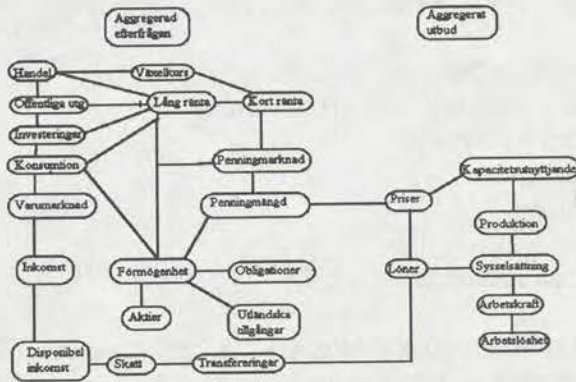 Aggregerad
efterfrågan
Aggregerat
utbud
Handel
Växelkurs
Offentliga utg
Lång ränta
Kort ränta
Investeringar
Konsumtion
Penningmarknad
Kapacitetsutnyttjande
Varumarknad
Penningmängd
Priser
Produktion
Inkomst
Förmögenhet
Obligationer
Löner
Sysselsättning
Aktier
Utländska
tillgångar
Arbetskraft
Arbetslöshet
Disponibel
inkomst
Skatt
Transfereringar